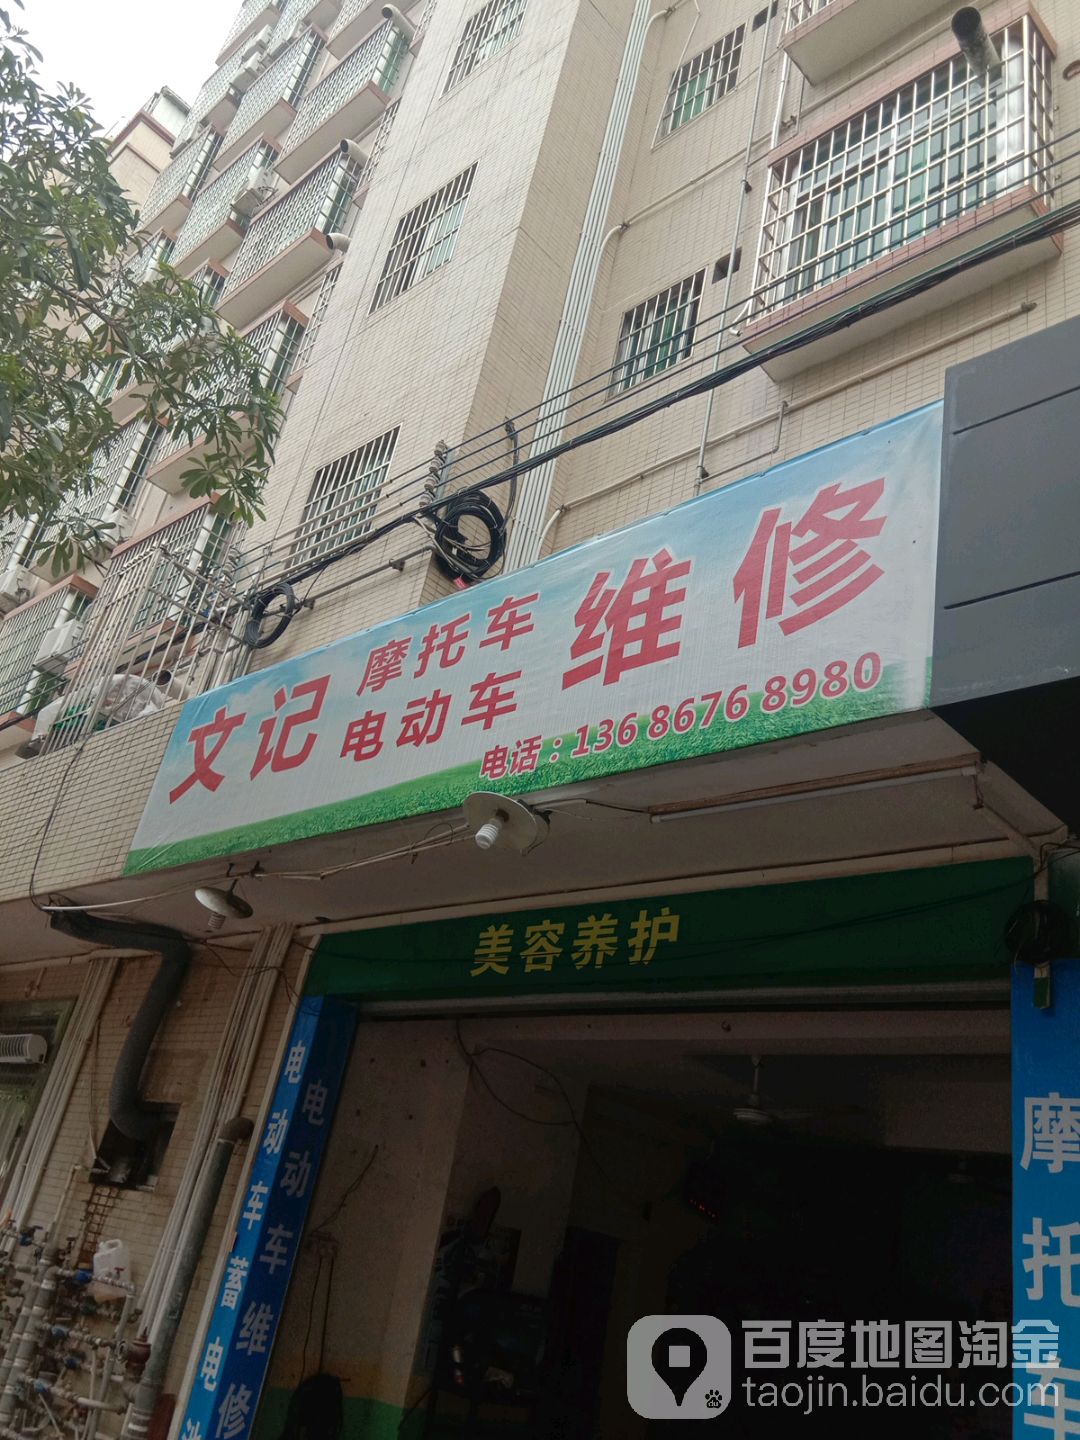 文记
摩托车
电动车
维修
电话：136 8676 8980
美容养护
电动车维修
电动车·蓄电
摩托车
百度地图淘金
taojin.baidu.com
du